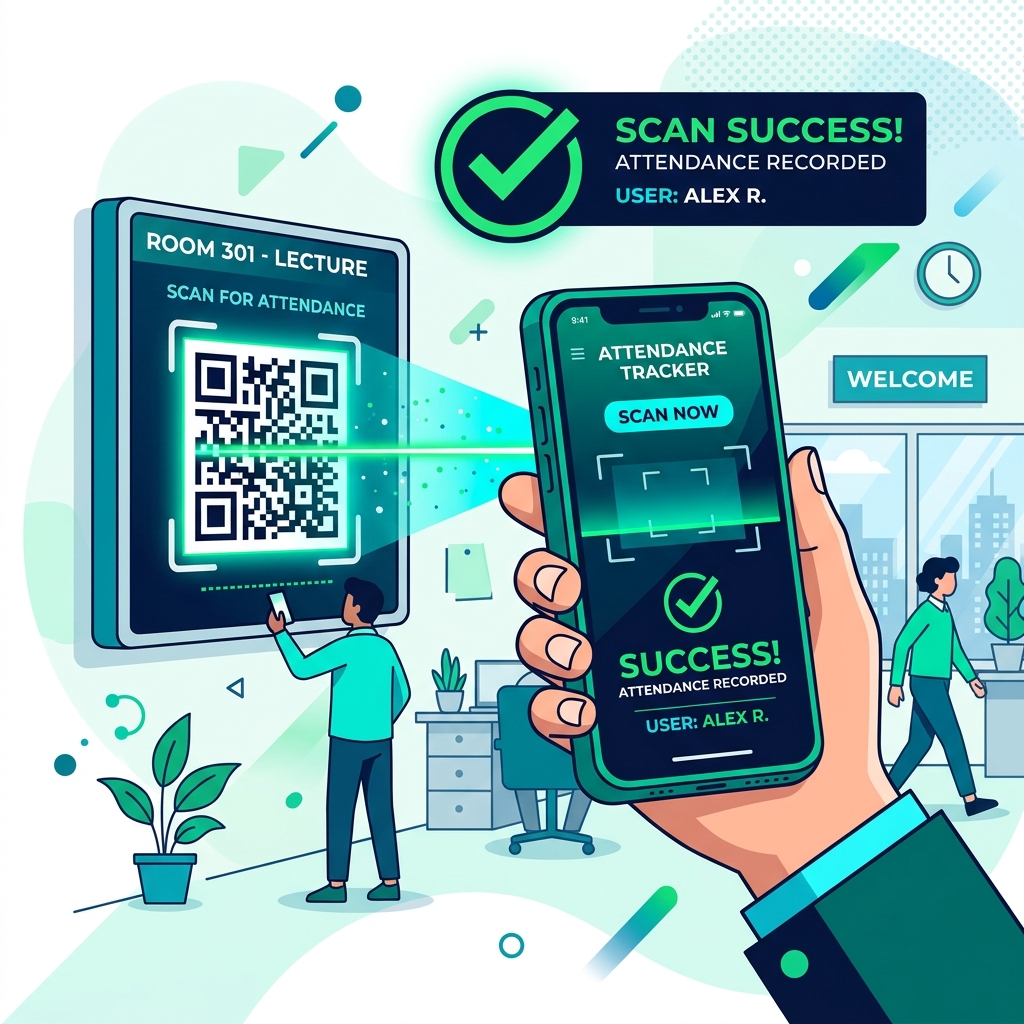 SCAN SUCCESS!
ATTENDANCE RECORDED
USER: ALEX R.
ROOM 301 - LECTURE
SCAN FOR ATTENDANCE
9:41
ATTENDANCE
TRACKER
SCAN NOW
SUCCESS!
ATTENDANCE RECORDED
USER: ALEX R.
WELCOME